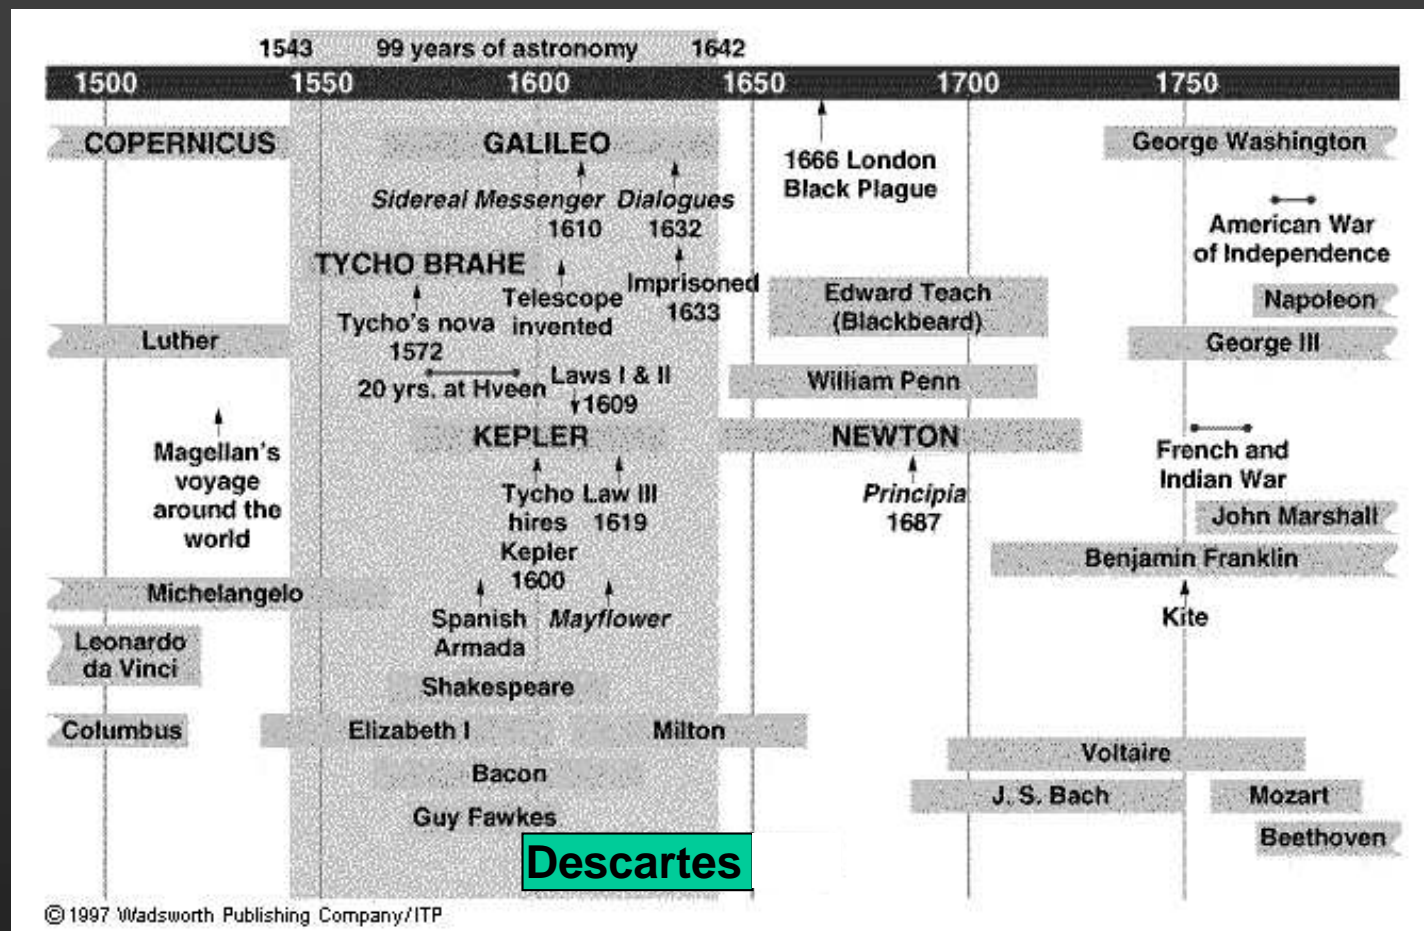 1543 99 years of astronomy 1642
1500 1550 1600 1650 1700 1750
COPERNICUS
GALILEO
George Washington
1666 London
Black Plague
Sidereal Messenger
1610
Dialogues
1632
American War
of Independence
TYCHO BRAHE
Telescope
invented
Imprisoned
1633
Edward Teach
(Blackbeard)
Napoleon
Tycho's nova
1572
Luther
George III
20 yrs. at Hveen
Laws I & II
1609
William Penn
KEPLER
NEWTON
French and
Indian War
Magellan's
voyage
around the
world
Tycho
hires
Kepler
1600
Law III
1619
Principia
1687
John Marshall
Benjamin Franklin
Michelangelo
Spanish
Armada
Mayflower
Kite
Leonardo
da Vinci
Shakespeare
Columbus
Elizabeth I
Milton
Voltaire
Bacon
J. S. Bach
Mozart
Guy Fawkes
Beethoven
Descartes
© 1997 Wadsworth Publishing Company/ITP